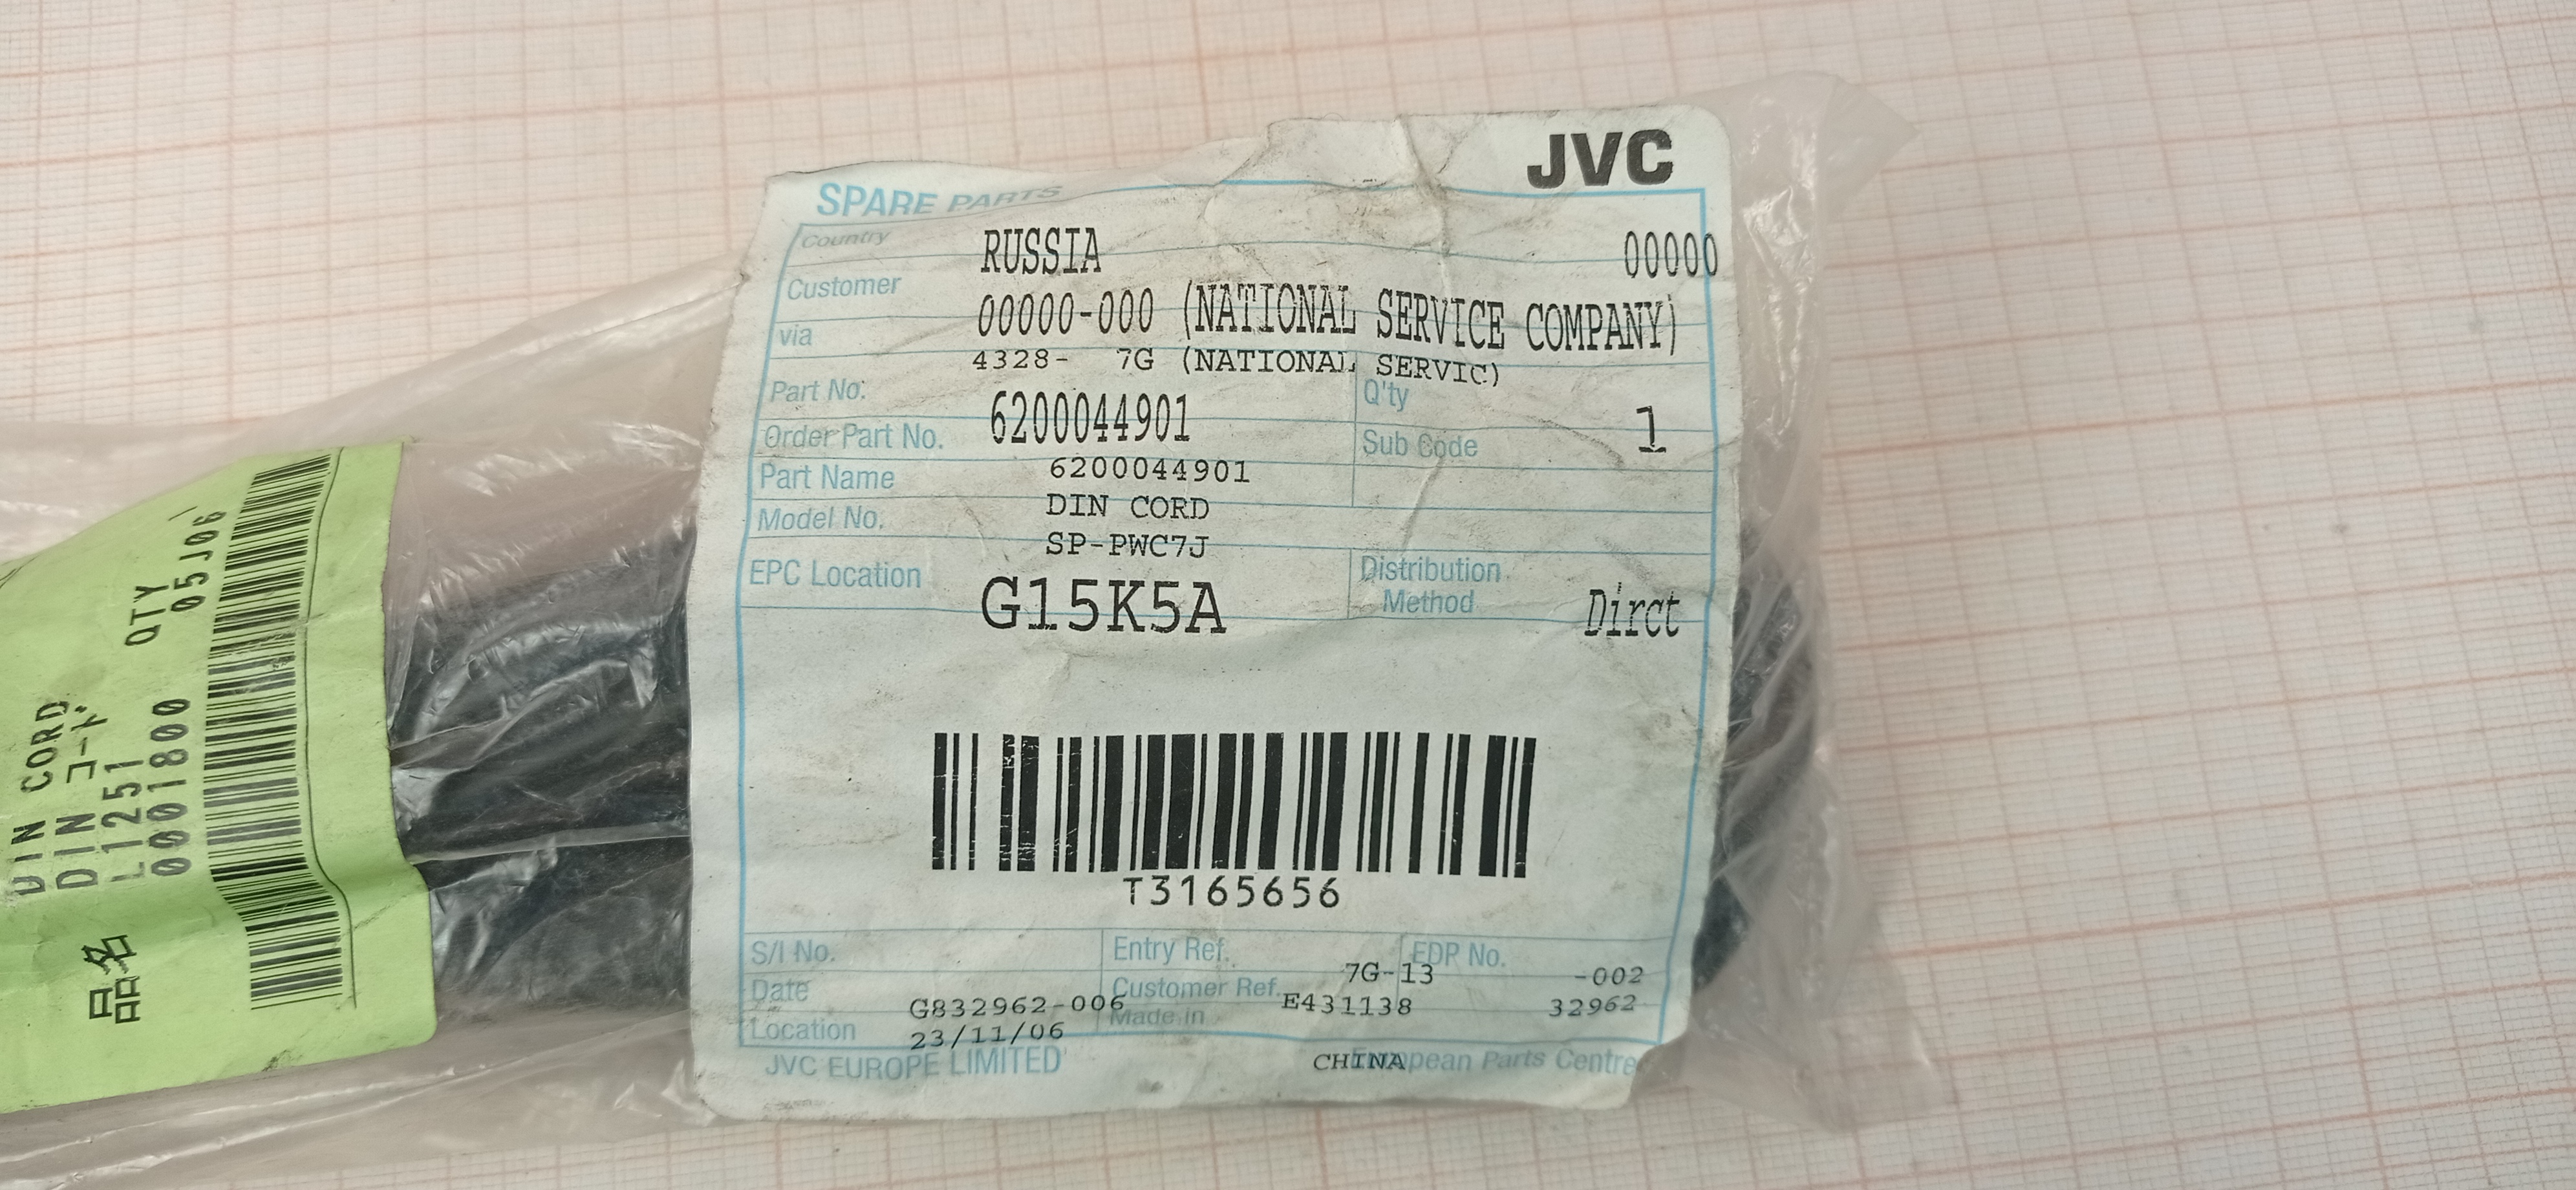 JVC
SPARE PARTS
Country RUSSIA 00000
Customer 00000-000 (NATIONAL SERVICE COMPANY)
via 4328- 7G (NATIONAL SERVIC)
Part No. 6200044901 Q'ty 1
Order Part No. 6200044901 Sub Code
Part Name DIN CORD
Model No. SP-PWC7J
EPC Location G15K5A Distribution Method Dirct
T3165656
S/I No. G832962-006 Entry Ref. 7G-13 EDP No. -002
Date 23/11/06 Customer Ref. E431138 32962
Location Made in CHINA
JVC EUROPE LIMITED European Parts Centre
品名
DIN CORD
DIN コード
L1251 QTY
0001800 05J06